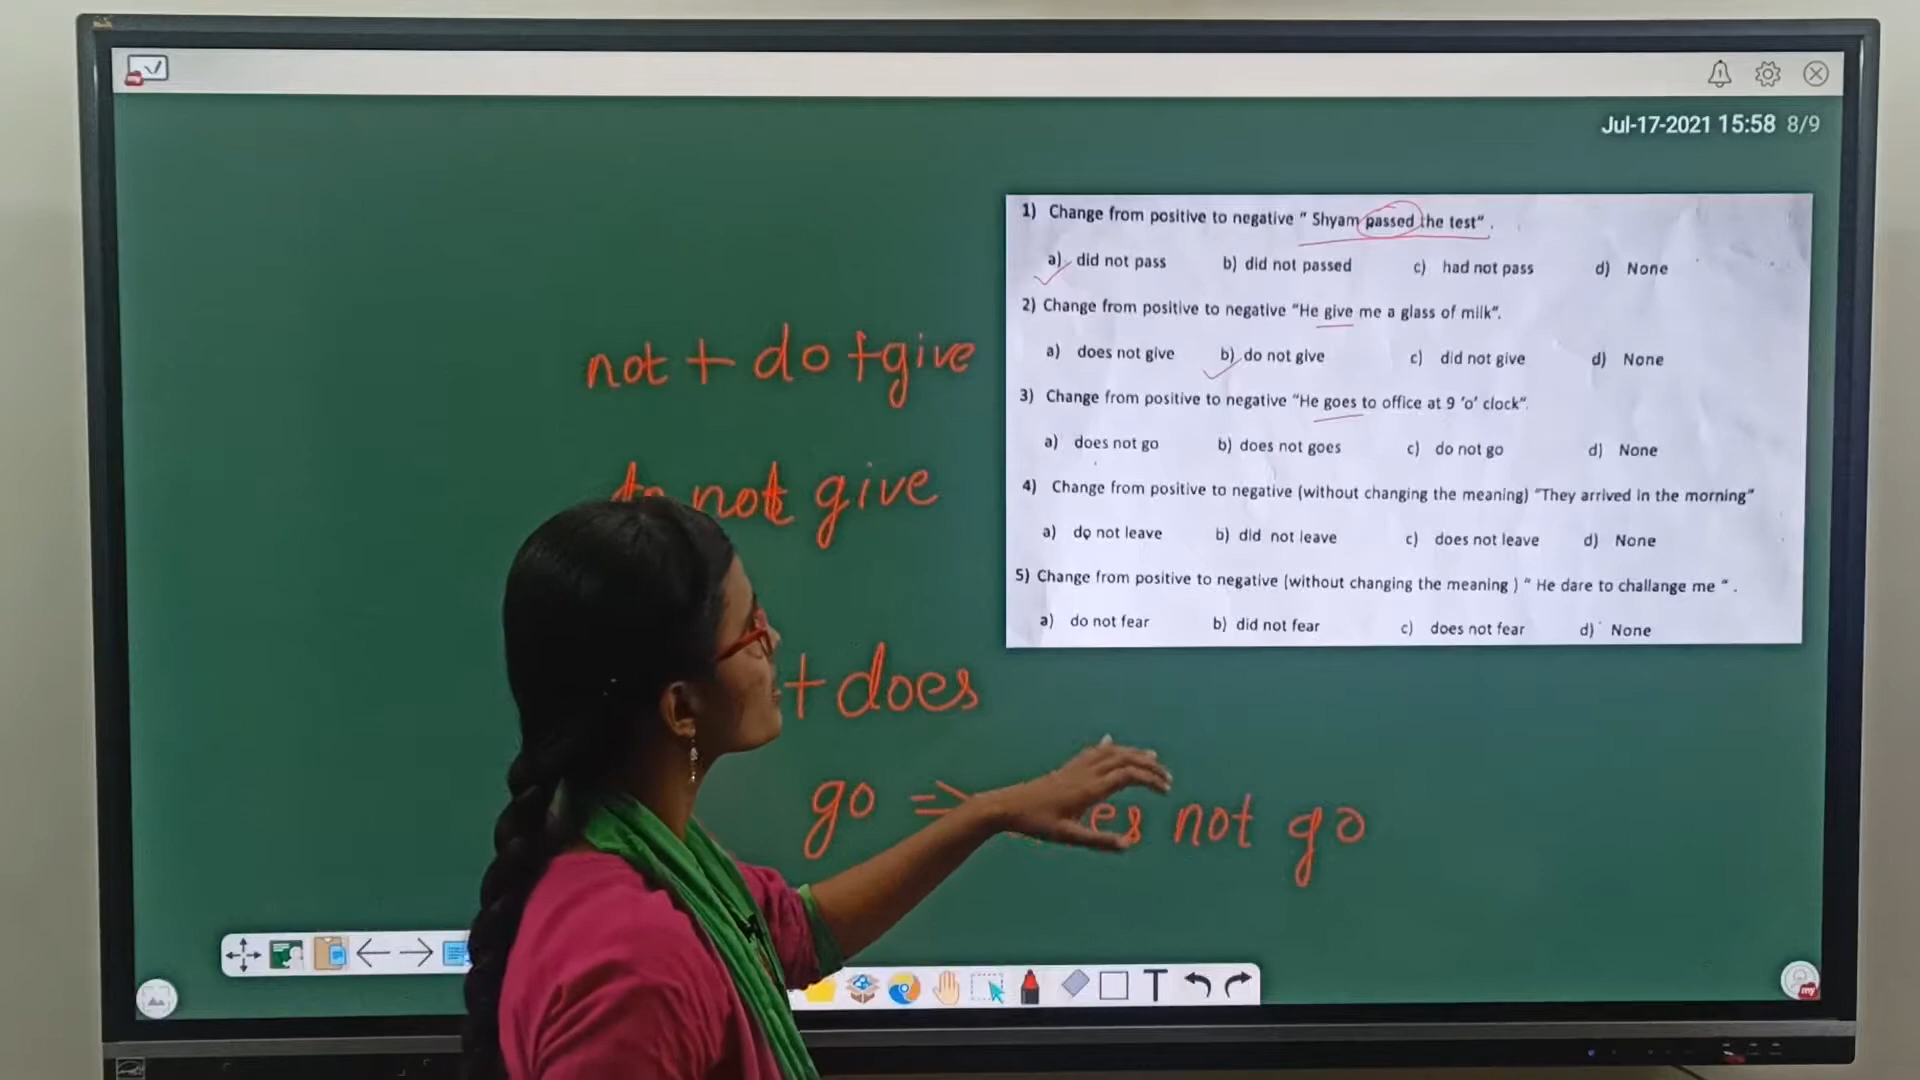 Jul-17-2021 15:58 8/9
1) Change from positive to negative “ Shyam passed the test” .
a) did not pass b) did not passed c) had not pass d) None
2) Change from positive to negative “He give me a glass of milk”.
a) does not give b) do not give c) did not give d) None
3) Change from positive to negative “He goes to office at 9 ‘o’ clock”.
a) does not go b) does not goes c) do not go d) None
4) Change from positive to negative (without changing the meaning) “They arrived in the morning”
a) do not leave b) did not leave c) does not leave d) None
5) Change from positive to negative (without changing the meaning ) “ He dare to challange me “ .
a) do not fear b) did not fear c) does not fear d) None
not + do + give
do not give
+ does
go ⇒ not go
T